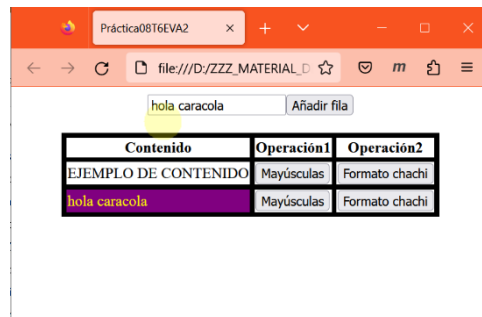 Práctica08T6EVA2
file:///D:/ZZZ_MATERIAL_D
hola caracola Añadir fila
Contenido Operación1 Operación2
EJEMPLO DE CONTENIDO Mayúsculas Formato chachi
hola caracola Mayúsculas Formato chachi